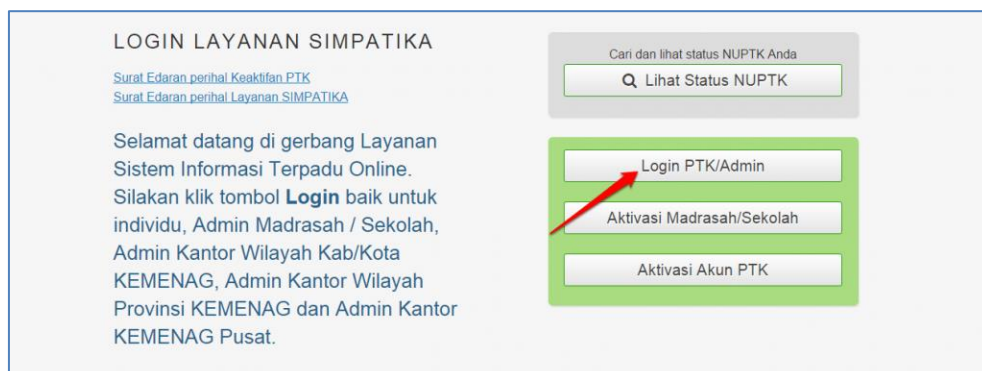 LOGIN LAYANAN SIMPATIKA
Surat Edaran perihal Keaktifan PTK
Surat Edaran perihal Layanan SIMPATIKA
Selamat datang di gerbang Layanan
Sistem Informasi Terpadu Online.
Silakan klik tombol Login baik untuk
individu, Admin Madrasah / Sekolah,
Admin Kantor Wilayah Kab/Kota
KEMENAG, Admin Kantor Wilayah
Provinsi KEMENAG dan Admin Kantor
KEMENAG Pusat.
Cari dan lihat status NUPTK Anda
Lihat Status NUPTK
Login PTK/Admin
Aktivasi Madrasah/Sekolah
Aktivasi Akun PTK